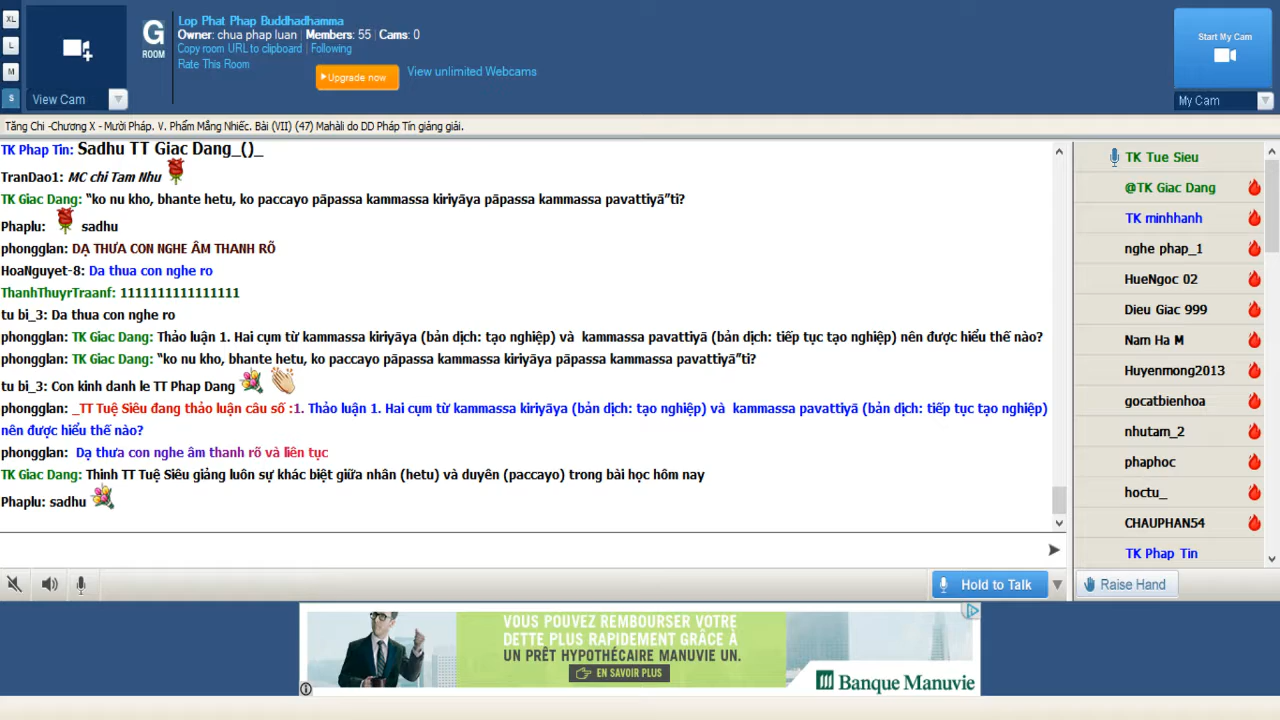 XL
L
M
S
View Cam
G
ROOM
Lop Phat Phap Buddhadhamma
Owner: chua phap luan | Members: 55 | Cams: 0
Copy room URL to clipboard | Following
Rate This Room
Upgrade now
View unlimited Webcams
Start My Cam
My Cam
Tăng Chi -Chương X - Mười Pháp. V. Phẩm Mắng Nhiếc. Bài (VII) (47) Mahàli do DD Pháp Tín giảng giải.
TK Phap Tin: Sadhu TT Giac Dang_()_
TranDao1: MC chi Tam Nhu
TK Giac Dang: “ko nu kho, bhante hetu, ko paccayo pāpassa kammassa kiriyāya pāpassa kammassa pavattiyā”ti?
Phaplu: sadhu
phongglan: DẠ THƯA CON NGHE ÂM THANH RÕ
HoaNguyet-8: Da thua con nghe ro
ThanhThuyrTraanf: 1111111111111111
tu bi_3: Da thua con nghe ro
phongglan: TK Giac Dang: Thảo luận 1. Hai cụm từ kammassa kiriyāya (bản dịch: tạo nghiệp) và kammassa pavattiyā (bản dịch: tiếp tục tạo nghiệp) nên được hiểu thế nào?
phongglan: TK Giac Dang: “ko nu kho, bhante hetu, ko paccayo pāpassa kammassa kiriyāya pāpassa kammassa pavattiyā”ti?
tu bi_3: Con kinh danh le TT Phap Dang
phongglan: _TT Tuệ Siêu đang thảo luận câu số :1. Thảo luận 1. Hai cụm từ kammassa kiriyāya (bản dịch: tạo nghiệp) và kammassa pavattiyā (bản dịch: tiếp tục tạo nghiệp)
nên được hiểu thế nào?
phongglan: Dạ thưa con nghe âm thanh rõ và liên tục
TK Giac Dang: Thinh TT Tuệ Siêu giảng luôn sự khác biệt giữa nhân (hetu) và duyên (paccayo) trong bài học hôm nay
Phaplu: sadhu
TK Tue Sieu
@TK Giac Dang
TK minhhanh
nghe phap_1
HueNgoc 02
Dieu Giac 999
Nam Ha M
Huyenmong2013
gocatbienhoa
nhutam_2
phaphoc
hoctu_
CHAUPHAN54
TK Phap Tin
Hold to Talk
Raise Hand
VOUS POUVEZ REMBOURSER VOTRE
DETTE PLUS RAPIDEMENT GRÂCE À
UN PRÊT HYPOTHÉCAIRE MANUVIE UN.
EN SAVOIR PLUS
Banque Manuvie